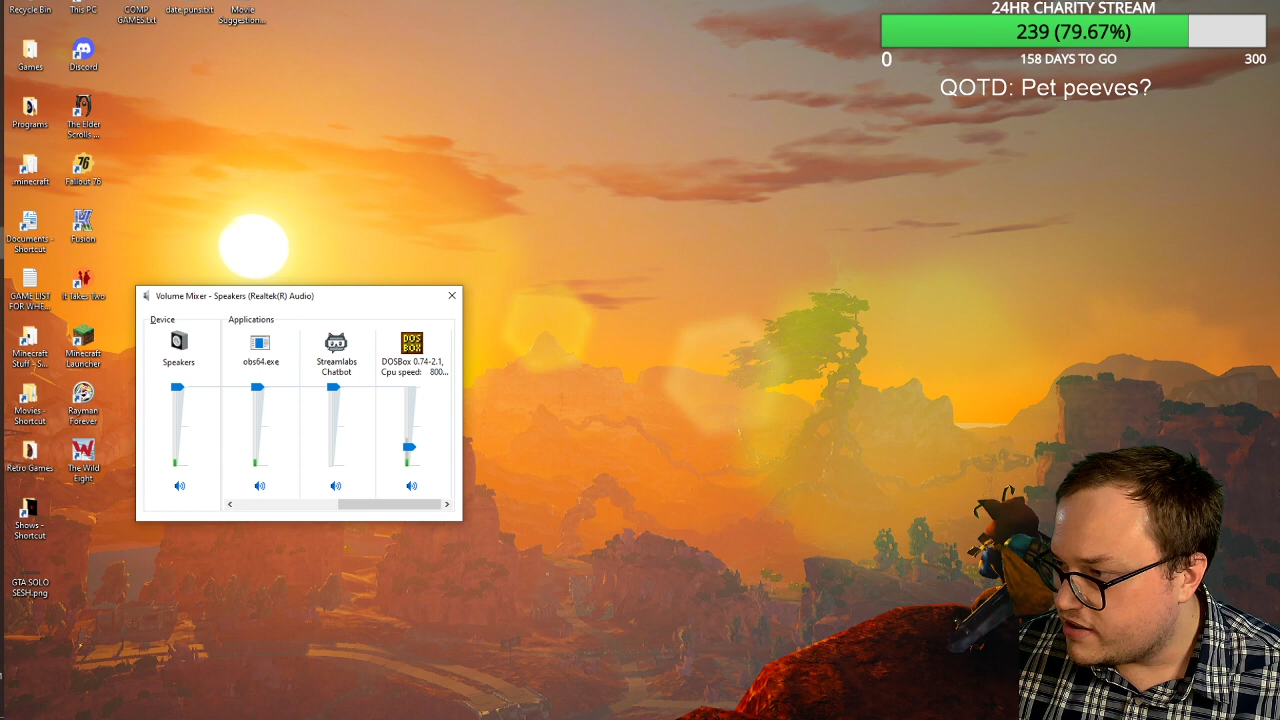 Recycle Bin
This PC
COMP
GAMES.txt
date puns.txt
Movie
Suggestion...
Games
Discord
Programs
The Elder
Scrolls ...
.minecraft
76
Fallout 76
Documents -
Shortcut
Fusion
GAME LIST
FOR WHE...
It Takes Two
Minecraft
Stuff - S...
Minecraft
Launcher
Movies -
Shortcut
Rayman
Forever
Retro Games
The Wild
Eight
Shows -
Shortcut
GTA SOLO
SESH.png
Volume Mixer - Speakers (Realtek(R) Audio)
Device
Applications
Speakers
obs64.exe
Streamlabs
Chatbot
DOS
BOX
DOSBox 0.74-2.1,
Cpu speed: 800...
24HR CHARITY STREAM
239 (79.67%)
0
158 DAYS TO GO
300
QOTD: Pet peeves?